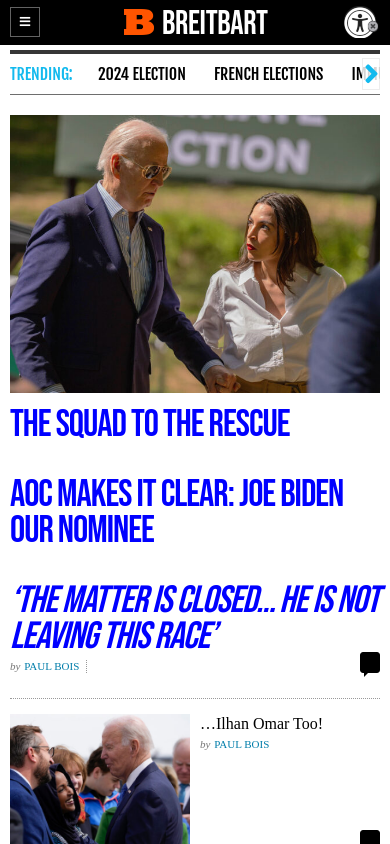 B BREITBART
TRENDING: 2024 ELECTION FRENCH ELECTIONS
CLIMATE
ACTION
THE SQUAD TO THE RESCUE
AOC MAKES IT CLEAR: JOE BIDEN
OUR NOMINEE
‘THE MATTER IS CLOSED… HE IS NOT
LEAVING THIS RACE’
by PAUL BOIS
…Ilhan Omar Too!
by PAUL BOIS